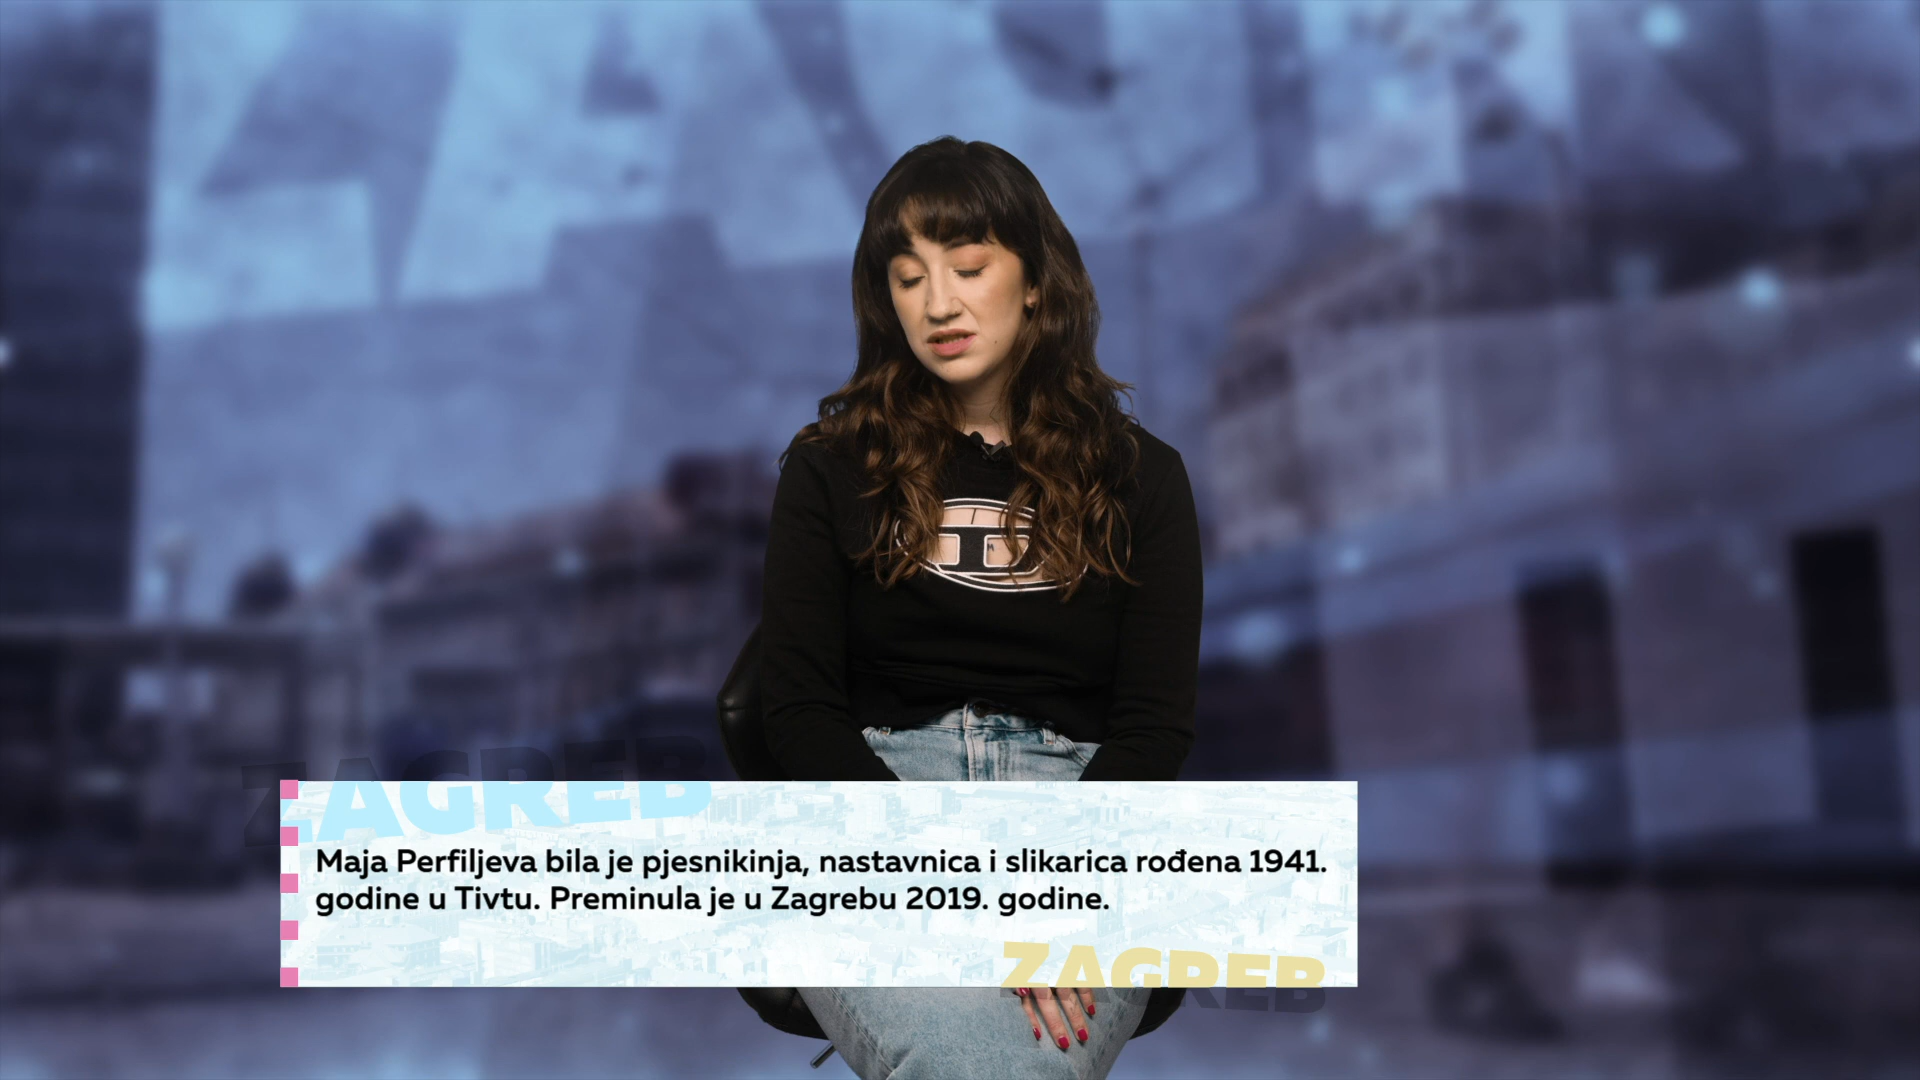 ZAGREB
Maja Perfiljeva bila je pjesnikinja, nastavnica i slikarica rođena 1941.
godine u Tivtu. Preminula je u Zagrebu 2019. godine.
ZAGREB